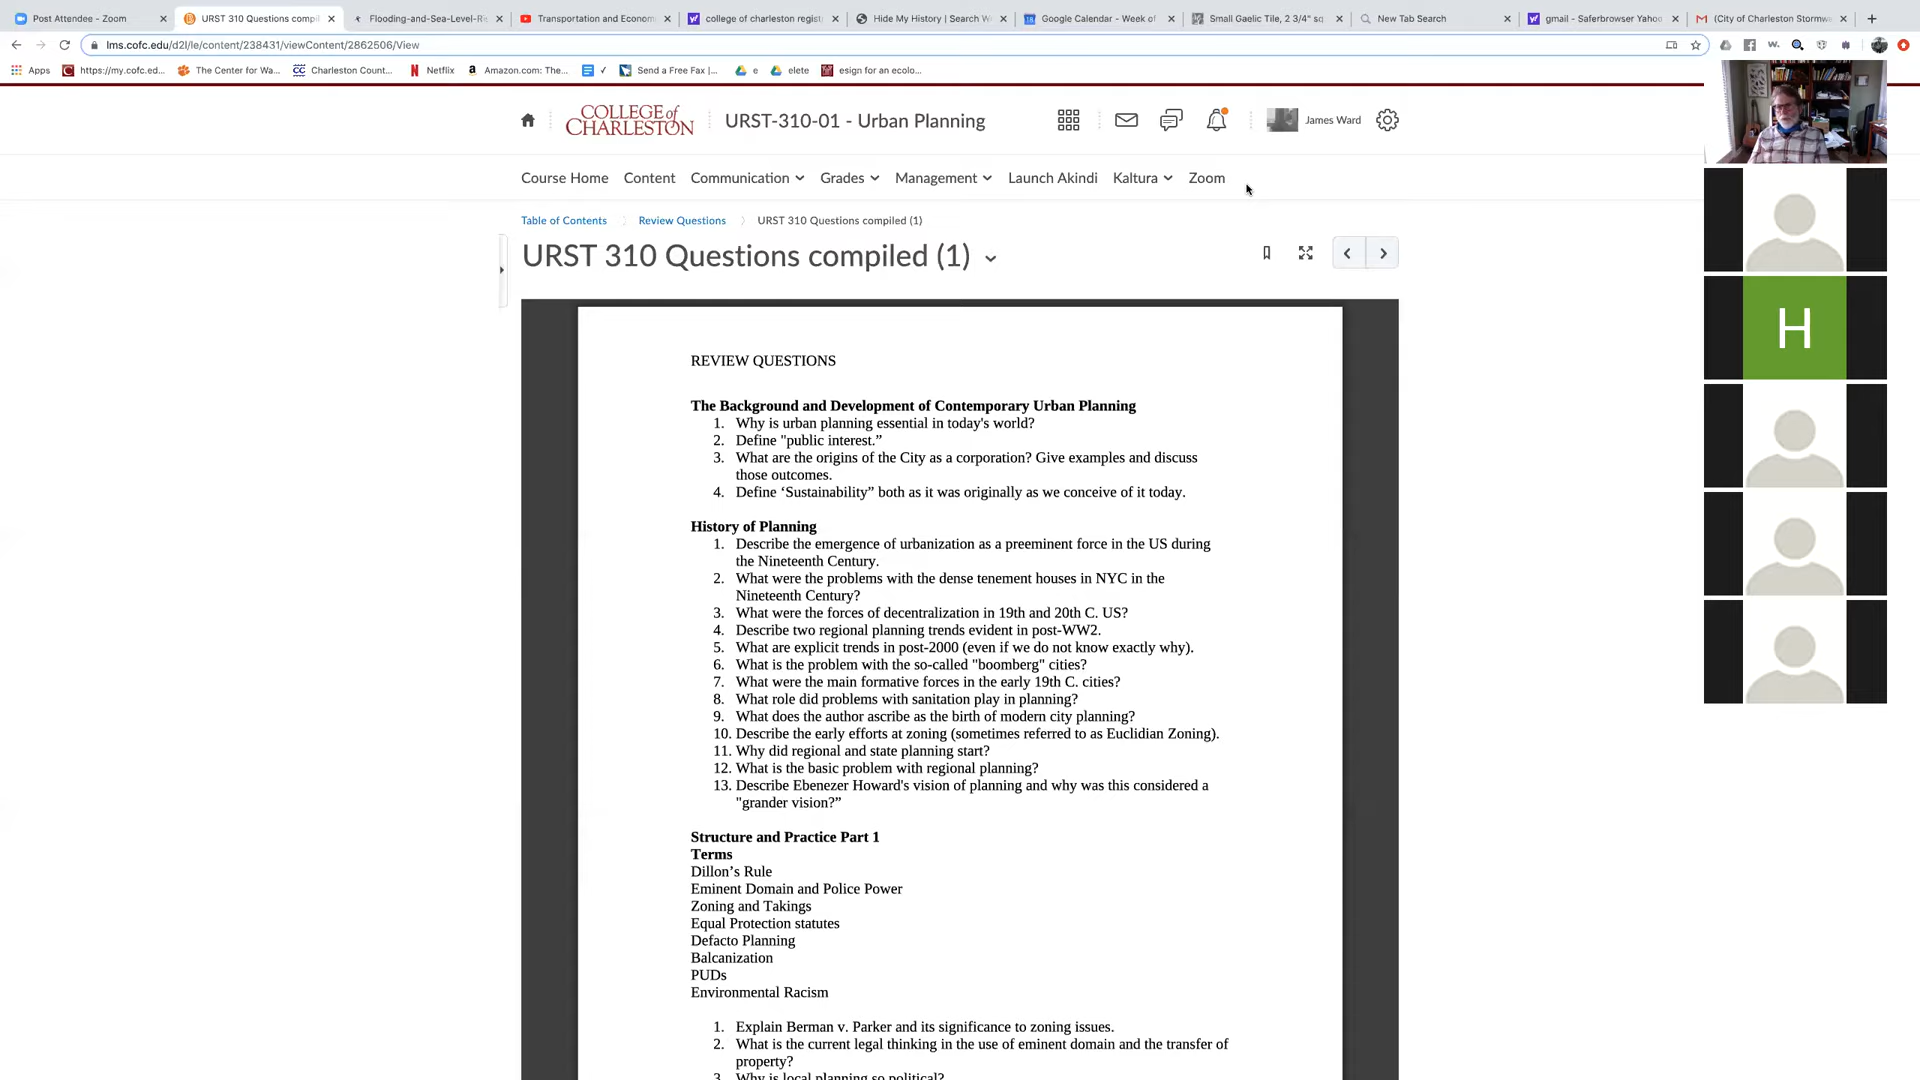 Post Attendee - Zoom
URST 310 Questions compil
Flooding-and-Sea-Level-Ri
Transportation and Econom
college of charleston regist
Hide My History | Search W
Google Calendar - Week of
Small Gaelic Tile, 2 3/4" sq
New Tab Search
gmail - Saferbrowser Yahoo
(City of Charleston Stormwa
lms.cofc.edu/d2l/le/content/238431/viewContent/2862506/View
Apps
https://my.cofc.ed...
The Center for Wa...
Charleston Count...
Netflix
Amazon.com: The...
Send a Free Fax |...
e
elete
esign for an ecolo...
COLLEGE of CHARLESTON
URST-310-01 - Urban Planning
James Ward
Course Home
Content
Communication
Grades
Management
Launch Akindi
Kaltura
Zoom
Table of Contents
Review Questions
URST 310 Questions compiled (1)
URST 310 Questions compiled (1)
H
REVIEW QUESTIONS
The Background and Development of Contemporary Urban Planning
1. Why is urban planning essential in today's world?
2. Define "public interest.”
3. What are the origins of the City as a corporation? Give examples and discuss
those outcomes.
4. Define ‘Sustainability” both as it was originally as we conceive of it today.
History of Planning
1. Describe the emergence of urbanization as a preeminent force in the US during
the Nineteenth Century.
2. What were the problems with the dense tenement houses in NYC in the
Nineteenth Century?
3. What were the forces of decentralization in 19th and 20th C. US?
4. Describe two regional planning trends evident in post-WW2.
5. What are explicit trends in post-2000 (even if we do not know exactly why).
6. What is the problem with the so-called "boomberg" cities?
7. What were the main formative forces in the early 19th C. cities?
8. What role did problems with sanitation play in planning?
9. What does the author ascribe as the birth of modern city planning?
10. Describe the early efforts at zoning (sometimes referred to as Euclidian Zoning).
11. Why did regional and state planning start?
12. What is the basic problem with regional planning?
13. Describe Ebenezer Howard's vision of planning and why was this considered a
"grander vision?”
Structure and Practice Part 1
Terms
Dillon’s Rule
Eminent Domain and Police Power
Zoning and Takings
Equal Protection statutes
Defacto Planning
Balcanization
PUDs
Environmental Racism
1. Explain Berman v. Parker and its significance to zoning issues.
2. What is the current legal thinking in the use of eminent domain and the transfer of
property?
3. Why is local planning so political?